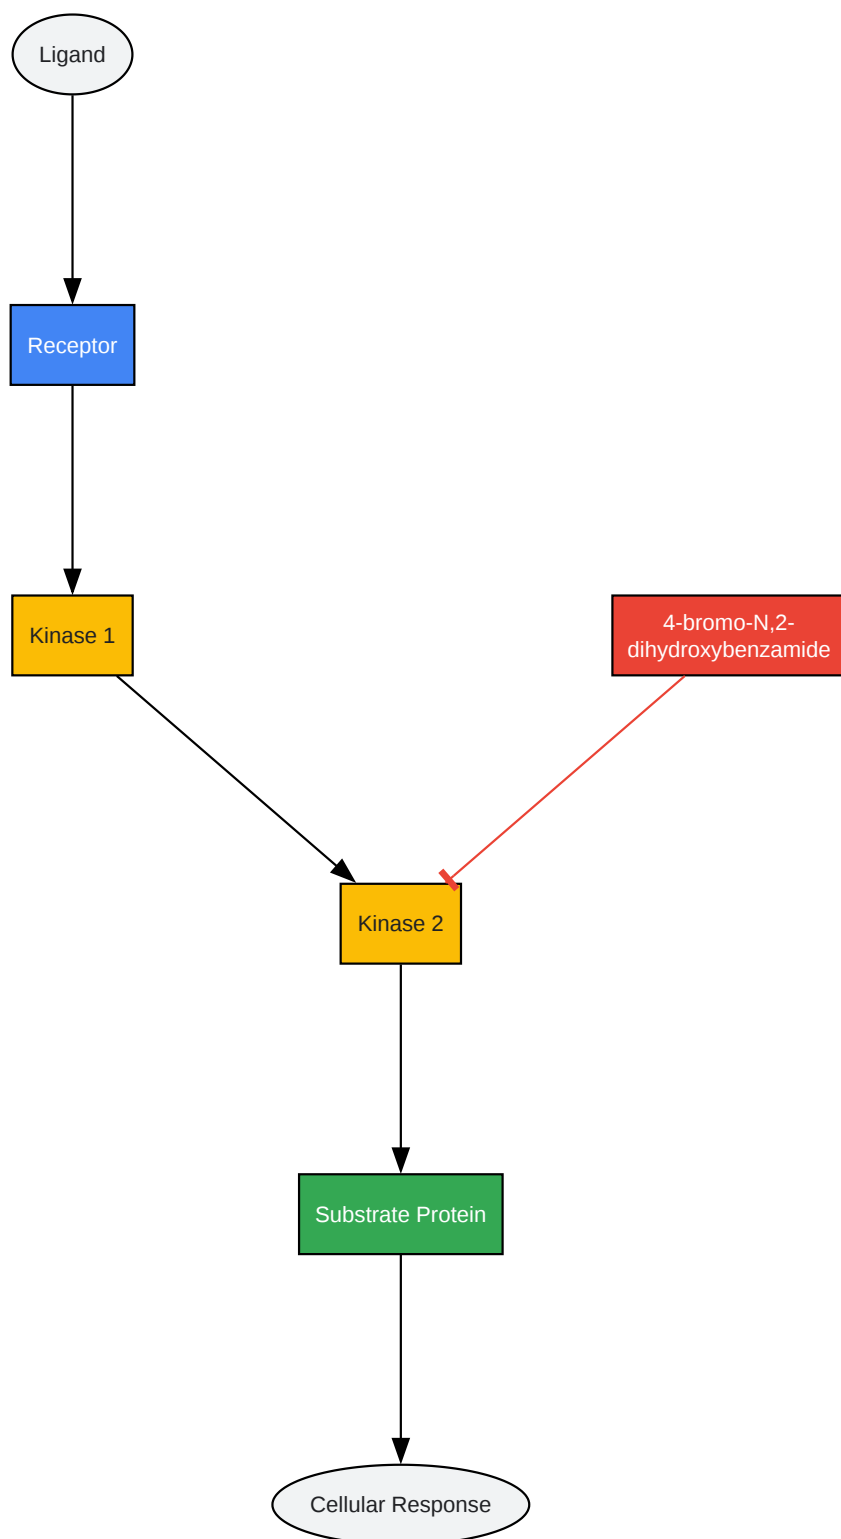 Ligand
Receptor
Kinase 1
4-bromo-N,2-
dihydroxybenzamide
Kinase 2
Substrate Protein
Cellular Response